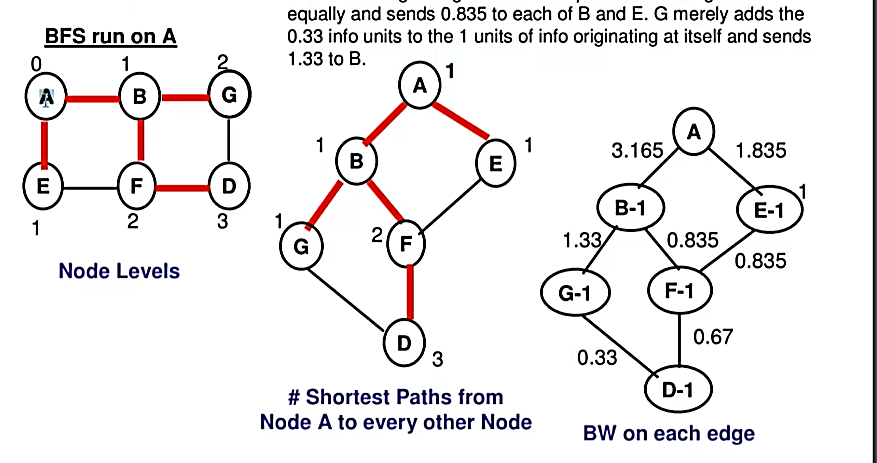 equally and sends 0.835 to each of B and E. G merely adds the
0.33 info units to the 1 units of info originating at itself and sends
1.33 to B.
BFS run on A
0 1 2
A B G
E F D
1 2 3
Node Levels
A 1
1 B E 1
1 G 2 F
D 3
# Shortest Paths from
Node A to every other Node
A
3.165 1.835
B-1 E-1 1
1.33 0.835 0.835
G-1 F-1
0.33 0.67
D-1
BW on each edge